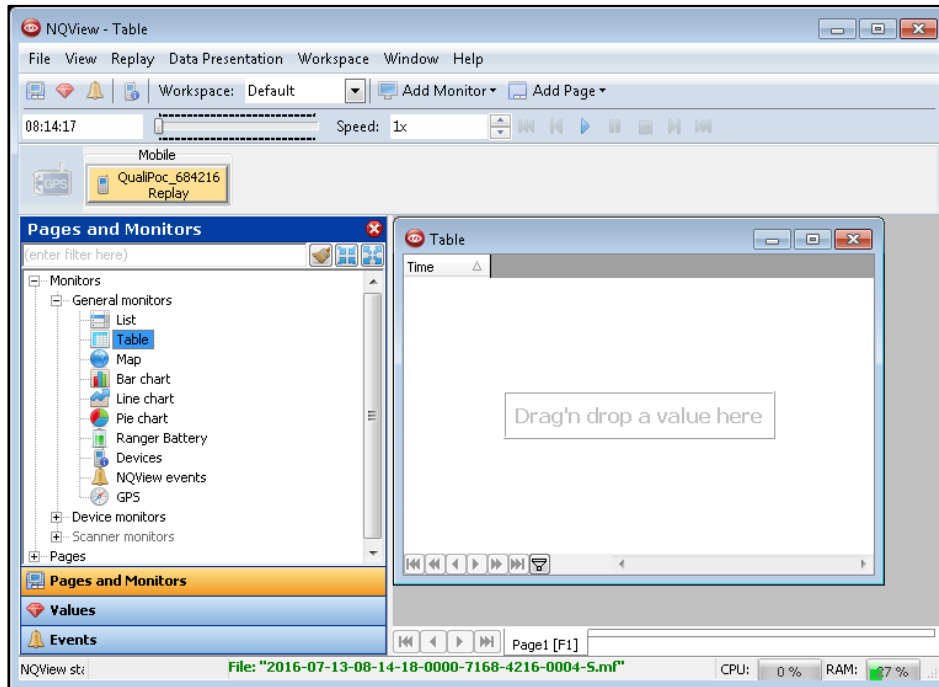 NQView - Table
File View Replay Data Presentation Workspace Window Help
Workspace: Default Add Monitor Add Page
08:14:17 Speed: 1x
GPS
Mobile
QualiPoc_684216
Replay
Pages and Monitors
(enter filter here)
Monitors
General monitors
List
Table
Map
Bar chart
Line chart
Pie chart
Ranger Battery
Devices
NQView events
GPS
Device monitors
Scanner monitors
Pages
Pages and Monitors
Values
Events
Table
Time
Drag'n drop a value here
Page1 [F1]
NQView sta File: "2016-07-13-08-14-18-0000-7168-4216-0004-S.mf" CPU: 0 % RAM: 27 %